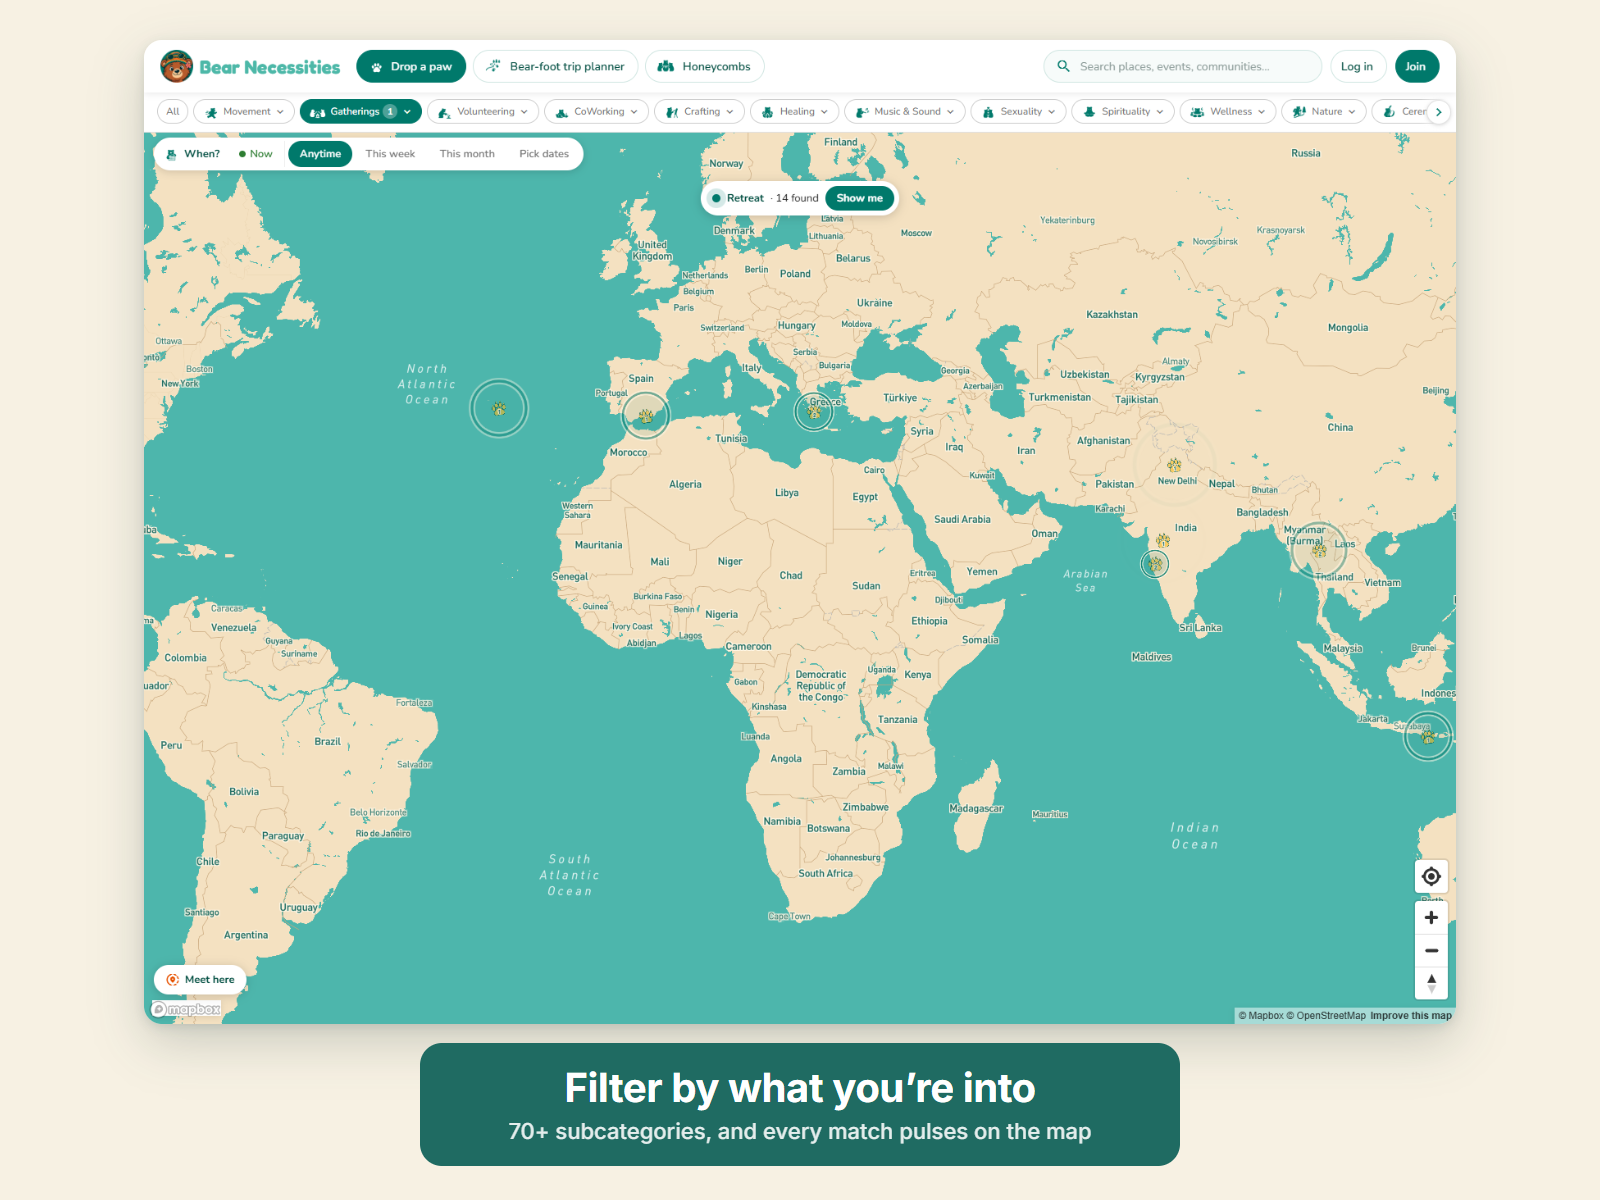 Bear Necessities
Drop a paw
Bear-foot trip planner
Honeycombs
Search places, events, communities...
Log in
Join
All
Movement
Gatherings 1
Volunteering
CoWorking
Crafting
Healing
Music & Sound
Sexuality
Spirituality
Wellness
Nature
Cerer
When?
Now
Anytime
This week
This month
Pick dates
Retreat · 14 found
Show me
Finland
Norway
Russia
Latvia
Denmark
Lithuania
Moscow
Yekaterinburg
Novosibirsk
Krasnoyarsk
United
Kingdom
Netherlands
Berlin
Poland
Belarus
Belgium
Paris
Ukraine
Switzerland
Hungary
Moldova
Kazakhstan
Mongolia
Ottawa
onto
Boston
New York
Serbia
Italy
Bulgaria
Georgia
Azerbaijan
Almaty
Uzbekistan
Kyrgyzstan
Turkmenistan
Tajikistan
Beijing
North
Atlantic
Ocean
Spain
Portugal
Greece
Türkiye
China
Tunisia
Morocco
Syria
Iraq
Iran
Afghanistan
Cairo
Kuwait
Pakistan
New Delhi
Nepal
Bhutan
Algeria
Libya
Egypt
Karachi
Bangladesh
Western
Sahara
Saudi Arabia
Oman
India
Myanmar
(Burma)
Laos
uba
Mauritania
Mali
Niger
Chad
Sudan
Eritrea
Yemen
Arabian
Sea
Thailand
Vietnam
Senegal
Guinea
Burkina Faso
Benin
Nigeria
Djibouti
Ivory Coast
Abidjan
Lagos
Ethiopia
Somalia
Sri Lanka
Caracas
ma
Venezuela
Guyana
Suriname
Colombia
uador
Cameroon
Maldives
Malaysia
Brunei
Gabon
Democratic
Republic of
the Congo
Uganda
Kenya
Indones
Kinshasa
Tanzania
Jakarta
Surabaya
Fortaleza
Luanda
Peru
Brazil
Salvador
Angola
Zambia
Malawi
Bolivia
Belo Horizonte
Rio de Janeiro
Paraguay
Zimbabwe
Madagascar
Mauritius
Namibia
Botswana
Indian
Ocean
Chile
Johannesburg
South Africa
South
Atlantic
Ocean
Santiago
Uruguay
Cape Town
Perth
Argentina
Meet here
mapbox
© Mapbox © OpenStreetMap Improve this map
Filter by what you're into
70+ subcategories, and every match pulses on the map